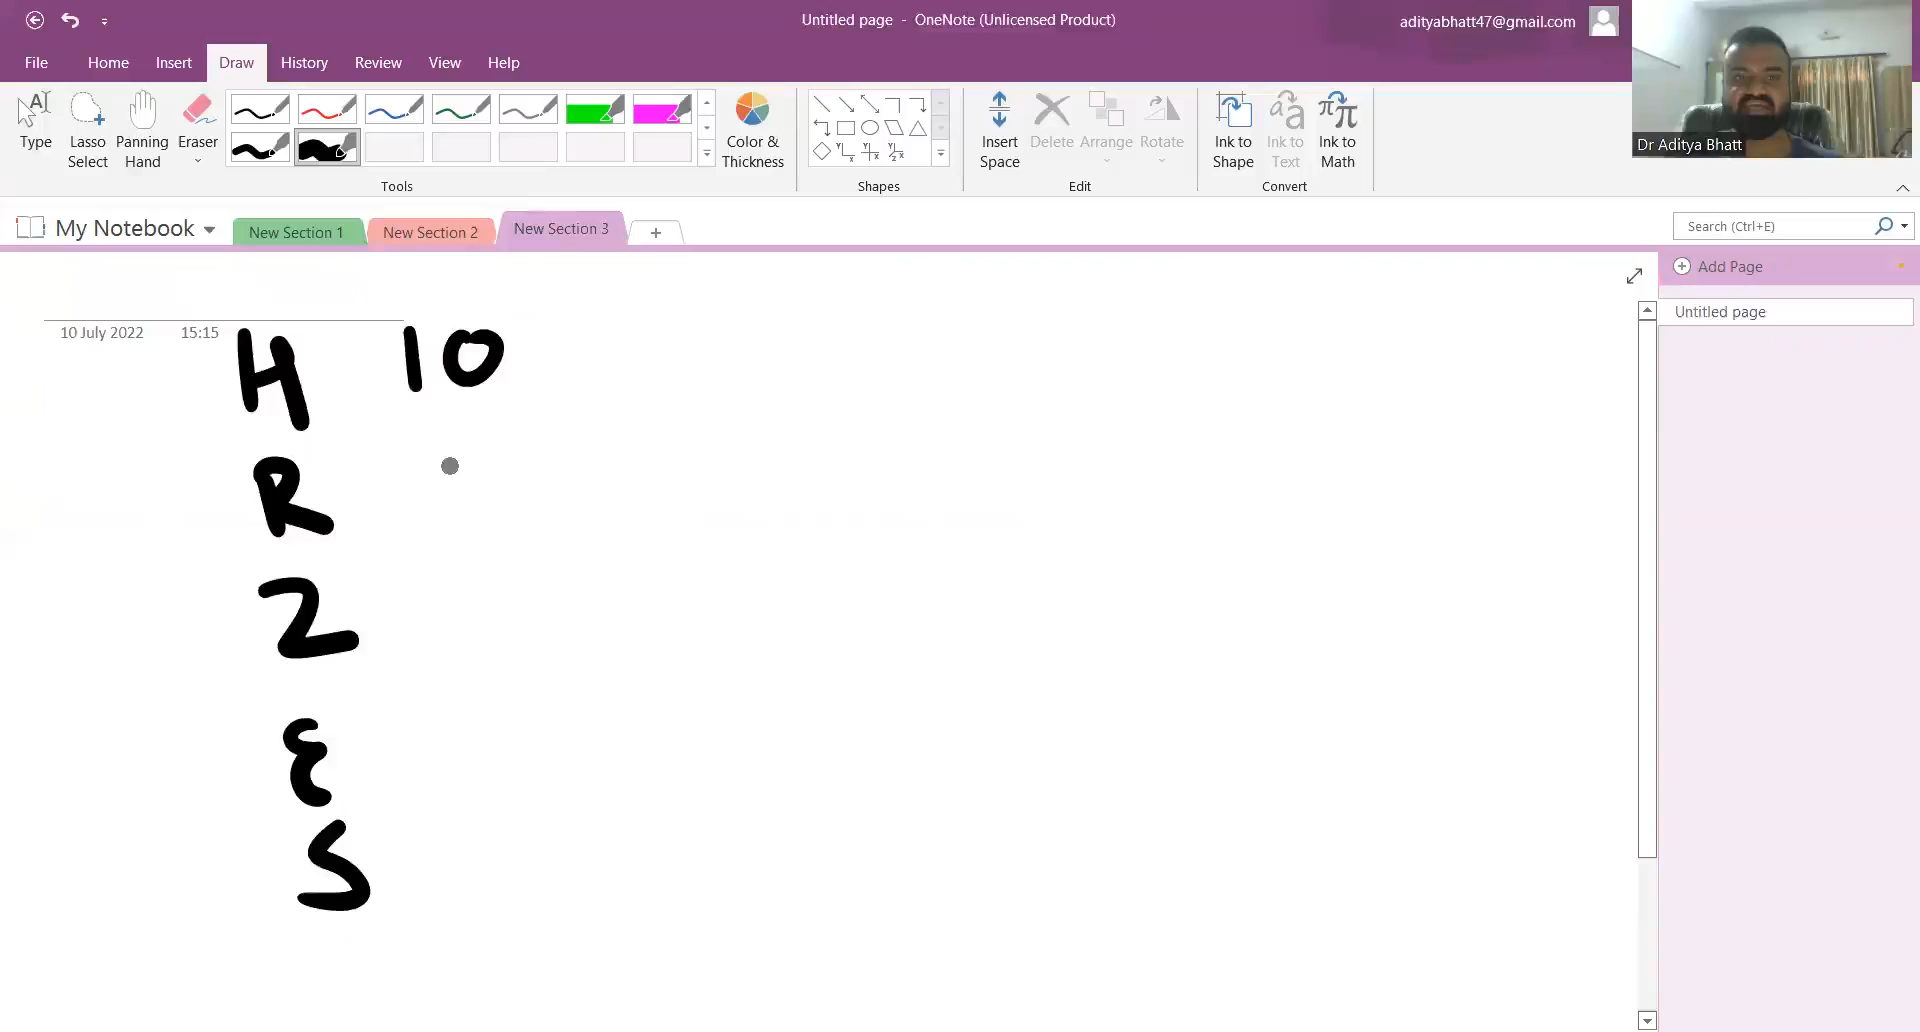 Untitled page - OneNote (Unlicensed Product)
adityabhatt47@gmail.com
File Home Insert Draw History Review View Help
Type
Lasso Select
Panning Hand
Eraser
Color & Thickness
Insert Space
Delete
Arrange
Rotate
Ink to Shape
Ink to Text
Ink to Math
Dr Aditya Bhatt
Tools Shapes Edit Convert
My Notebook New Section 1 New Section 2 New Section 3
Search (Ctrl+E)
Add Page
Untitled page
10 July 2022 15:15
H 10
R
Z
E
S